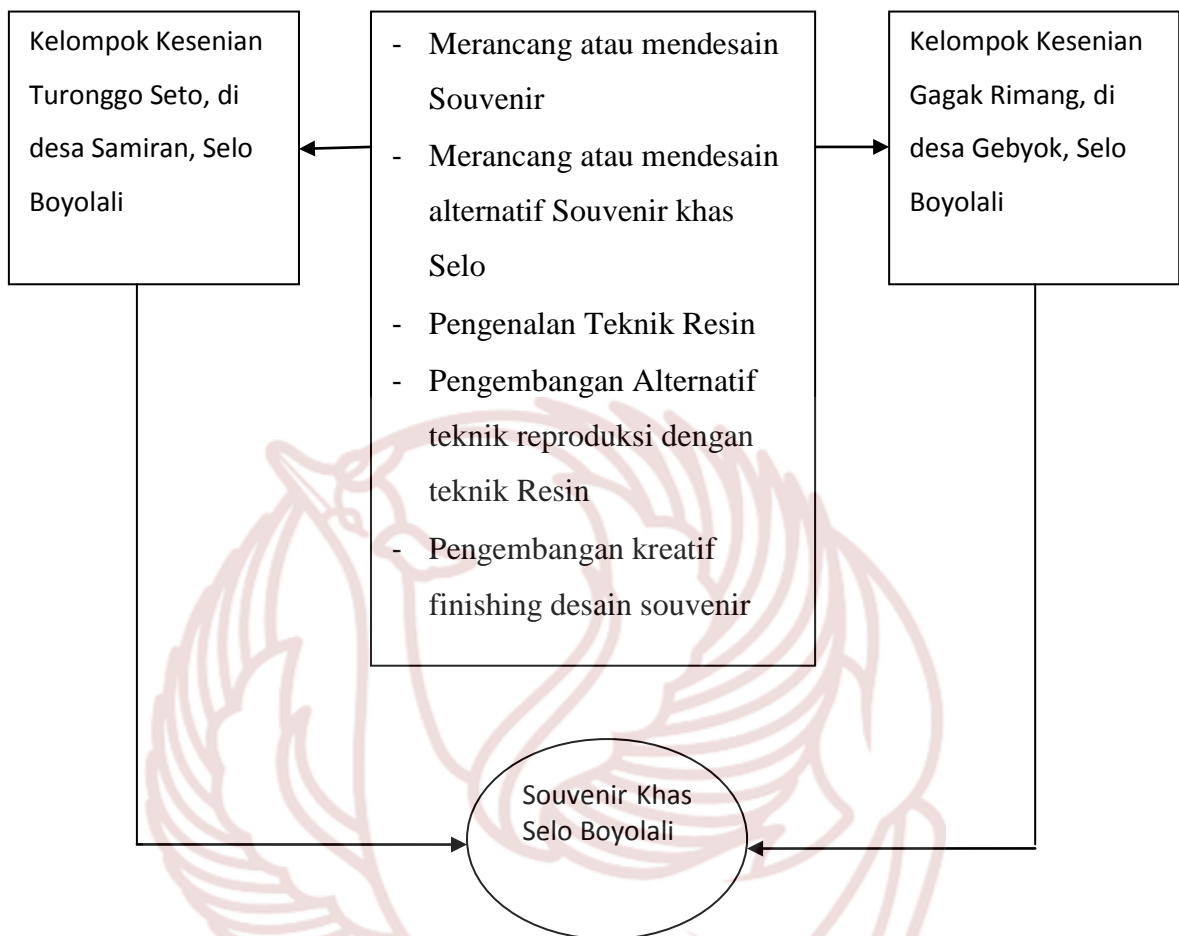 Kelompok Kesenian
Turonggo Seto, di
desa Samiran, Selo
Boyolali
- Merancang atau mendesain
Souvenir
- Merancang atau mendesain
alternatif Souvenir khas
Selo
- Pengenalan Teknik Resin
- Pengembangan Alternatif
teknik reproduksi dengan
teknik Resin
- Pengembangan kreatif
finishing desain souvenir
Kelompok Kesenian
Gagak Rimang, di
desa Gebyok, Selo
Boyolali
Souvenir Khas
Selo Boyolali